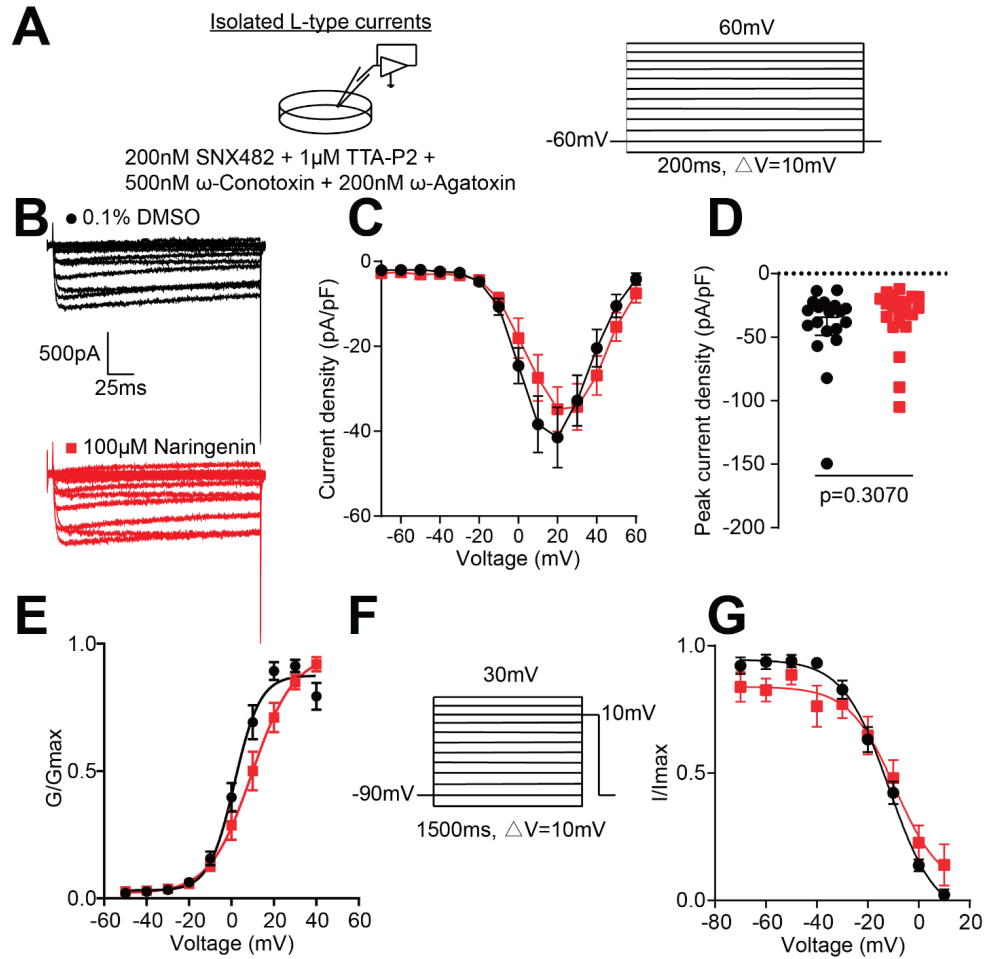 A
Isolated L-type currents
200nM SNX482 + 1µM TTA-P2 +
500nM ω-Conotoxin + 200nM ω-Agatoxin
60mV
-60mV
200ms, △V=10mV
B
0.1% DMSO
500pA
25ms
100µM Naringenin
C
Current density (pA/pF)
0
-20
-40
-60
-60 -40 -20 0 20 40 60
Voltage (mV)
D
Peak current density (pA/pF)
0
-50
-100
-150
-200
p=0.3070
E
G/Gmax
1.0
0.5
0.0
-60 -40 -20 0 20 40 60
Voltage (mV)
F
30mV
10mV
-90mV
1500ms, △V=10mV
G
I/Imax
1.0
0.5
0.0
-80 -60 -40 -20 0 20
Voltage (mV)